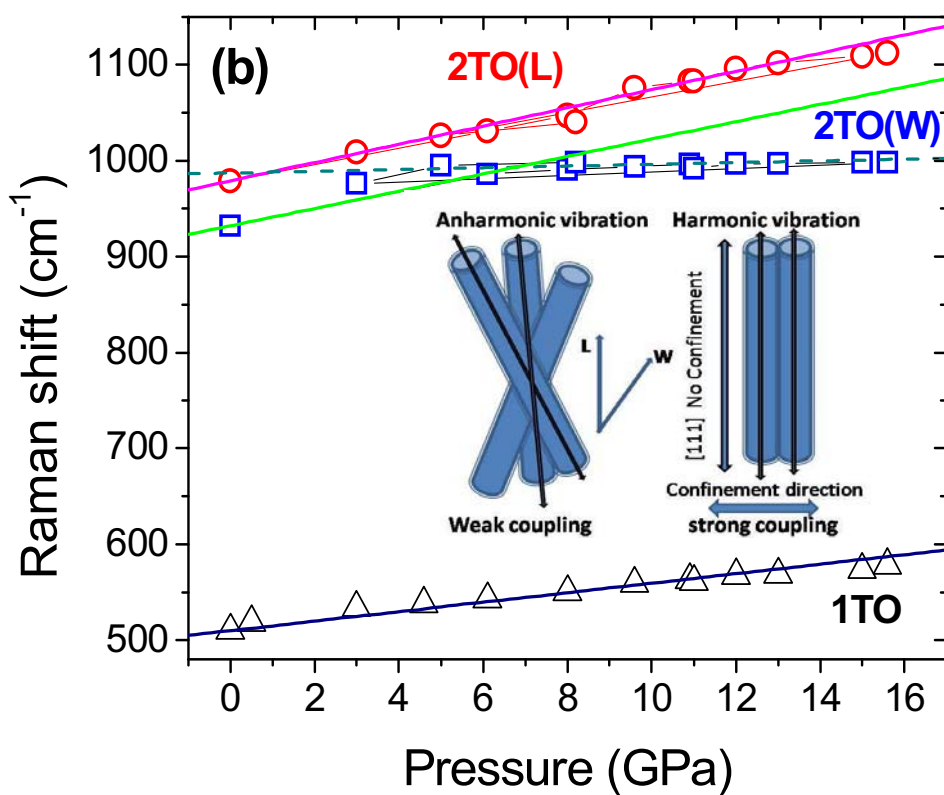 (b)
2TO(L)
2TO(W)
1100
1000
900
800
700
600
500
Raman shift (cm-1)
Anharmonic vibration
Harmonic vibration
L
W
[111] No Confinement
Weak coupling
Confinement direction
strong coupling
1TO
0 2 4 6 8 10 12 14 16
Pressure (GPa)